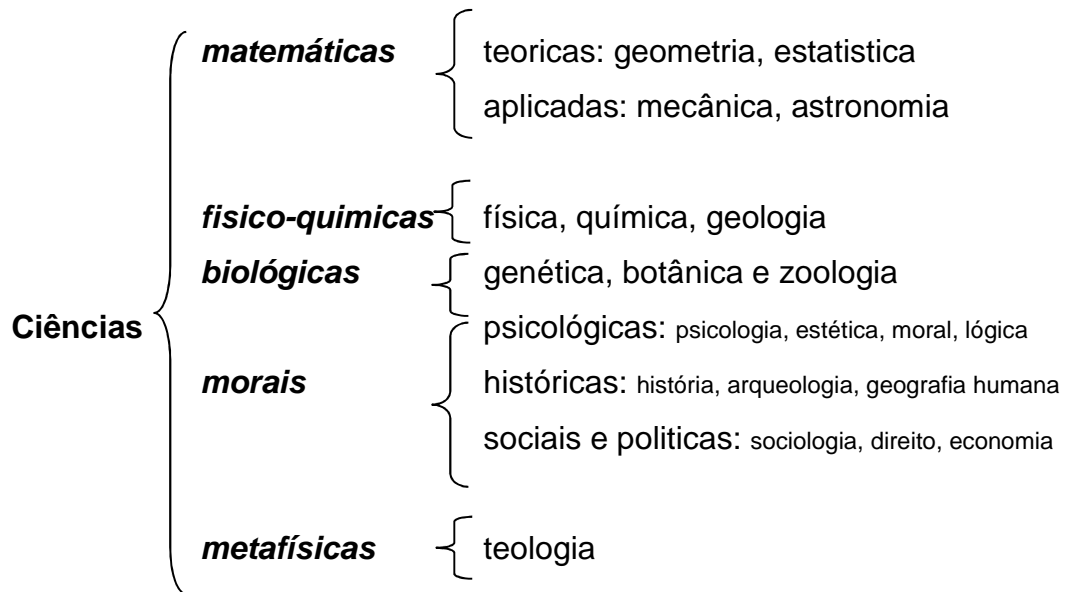 matemáticas teoricas: geometria, estatistica
aplicadas: mecânica, astronomia
fisico-quimicas física, química, geologia
biológicas genética, botânica e zoologia
Ciências psicológicas: psicologia, estética, moral, lógica
morais históricas: história, arqueologia, geografia humana
sociais e politicas: sociologia, direito, economia
metafísicas teologia